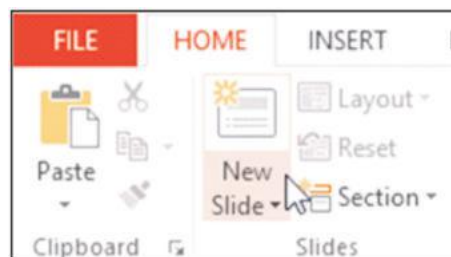 FILE HOME INSERT
Layout
Reset
Paste
New
Slide
Section
Clipboard Slides